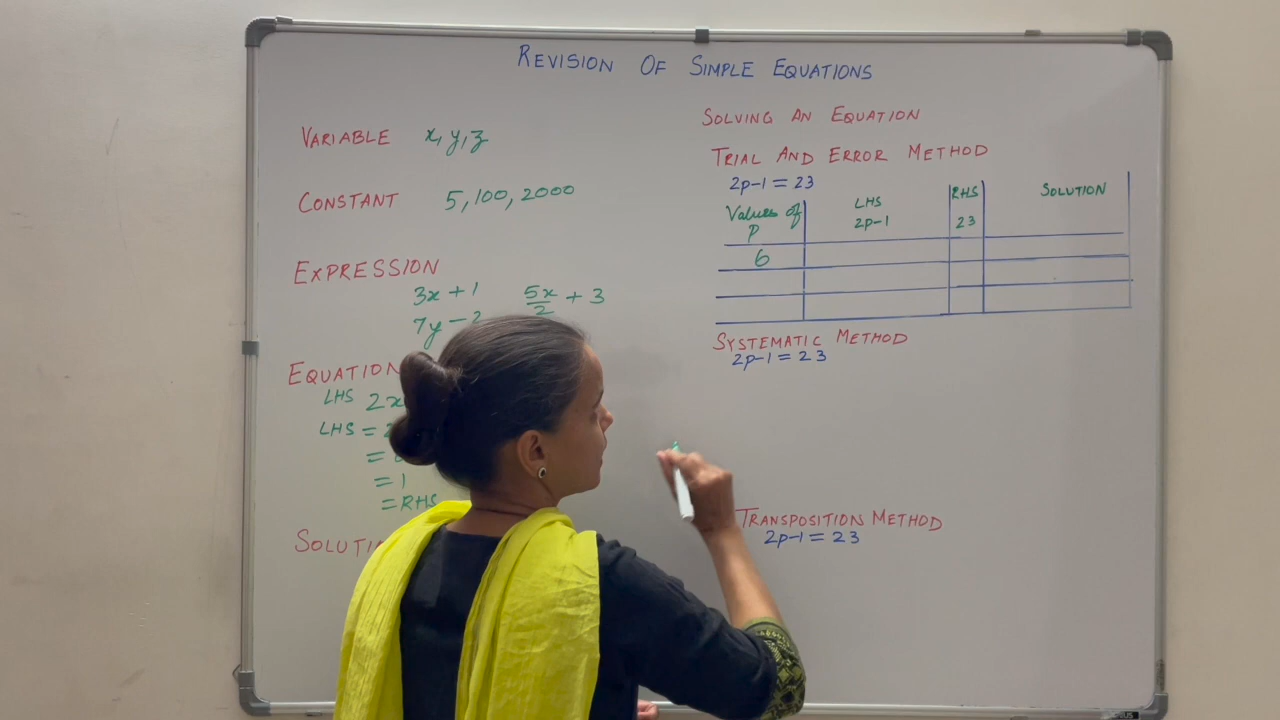 REVISION OF SIMPLE EQUATIONS
VARIABLE x, y, z
CONSTANT 5, 100, 2000
EXPRESSION
3x + 1 5x/2 + 3
7y - 2
EQUATION
LHS 2x
LHS =
=
= 1
= RHS
SOLVING AN EQUATION
TRIAL AND ERROR METHOD
2p-1 = 23
Values of p LHS 2p-1 RHS 23 SOLUTION
6
SYSTEMATIC METHOD
2p-1 = 23
TRANSPOSITION METHOD
2p-1 = 23